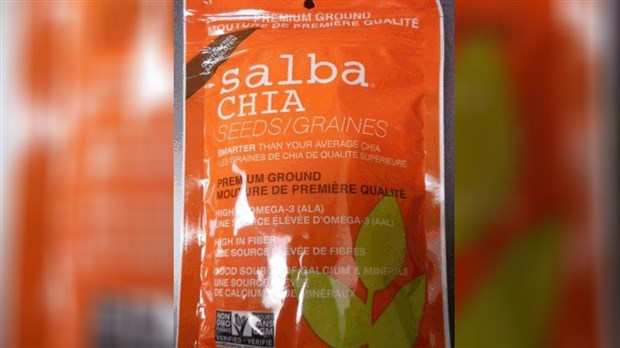 PREMIUM GROUND
MOUTURE DE PREMIÈRE QUALITÉ
salba®
CHIA
SEEDS/GRAINES
SMARTER THAN YOUR AVERAGE CHIA
LES GRAINES DE CHIA DE QUALITÉ SUPÉRIEURE
PREMIUM GROUND
MOUTURE DE PREMIÈRE QUALITÉ
HIGH OMEGA-3 (ALA)
UNE SOURCE ÉLEVÉE D'OMÉGA-3 (AAL)
HIGH IN FIBER
UNE SOURCE ÉLEVÉE DE FIBRES
GOOD SOURCE OF CALCIUM & MINERALS
UNE SOURCE ÉLEVÉE
DE CALCIUM DE MINÉRAUX
NON
GMO
VERIFIED • VÉRIFIÉ